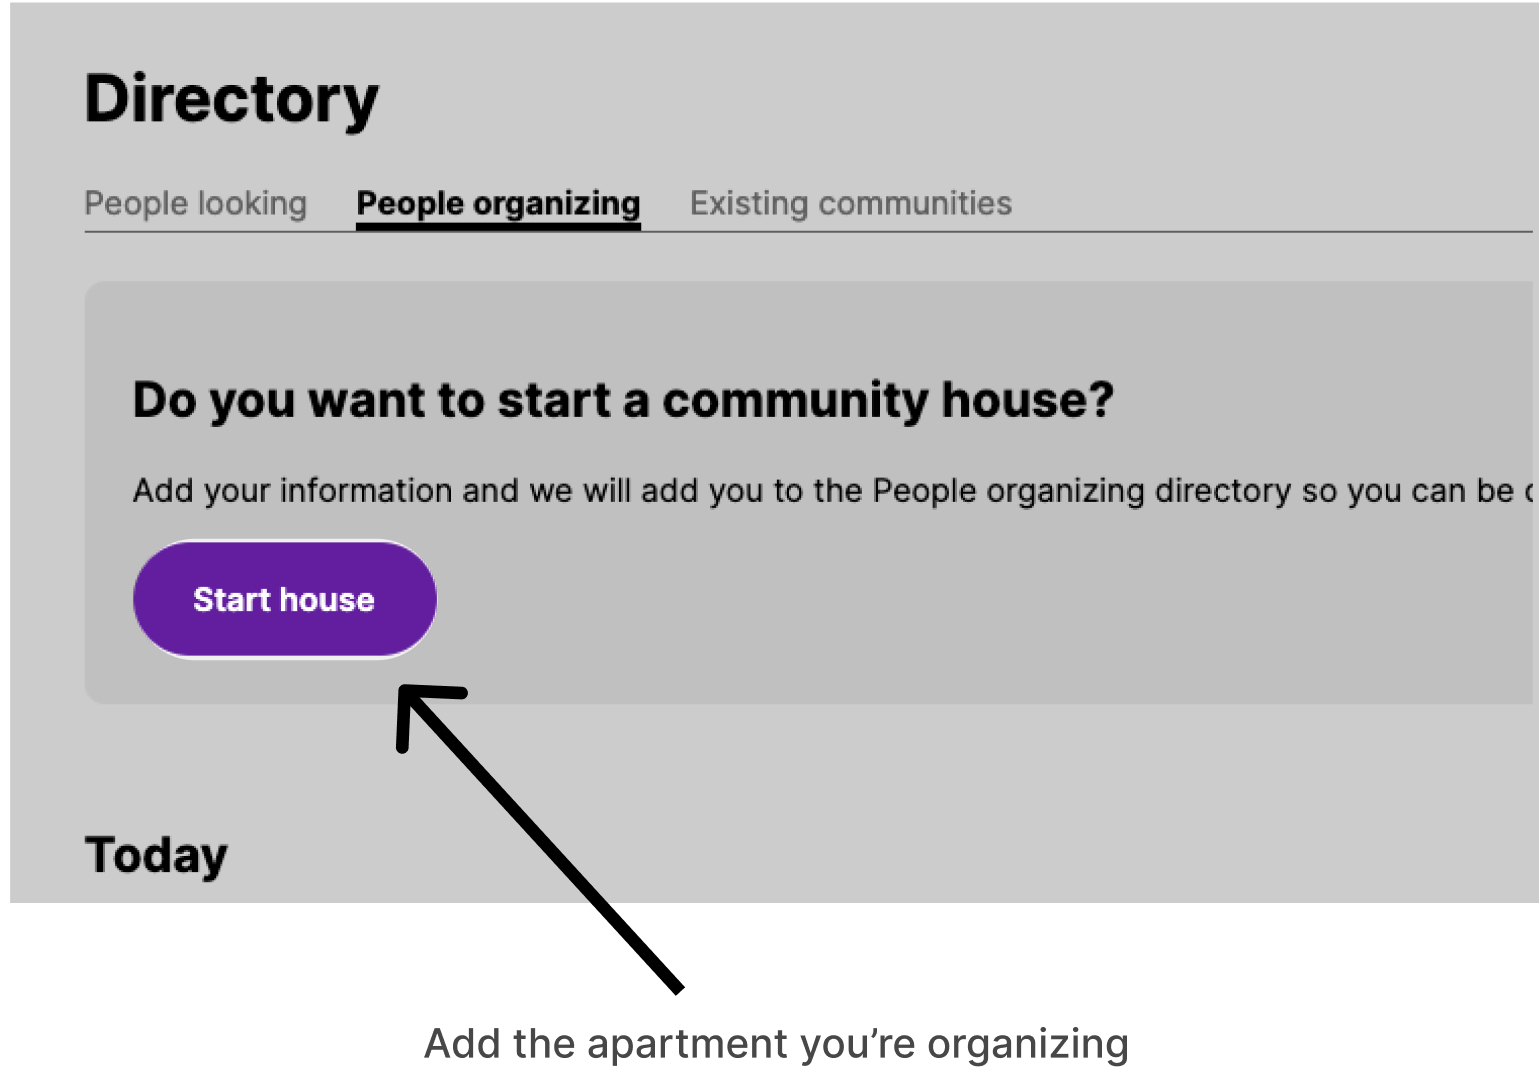 Directory
People looking People organizing Existing communities
Do you want to start a community house?
Add your information and we will add you to the People organizing directory so you can be
Start house
Today
Add the apartment you’re organizing